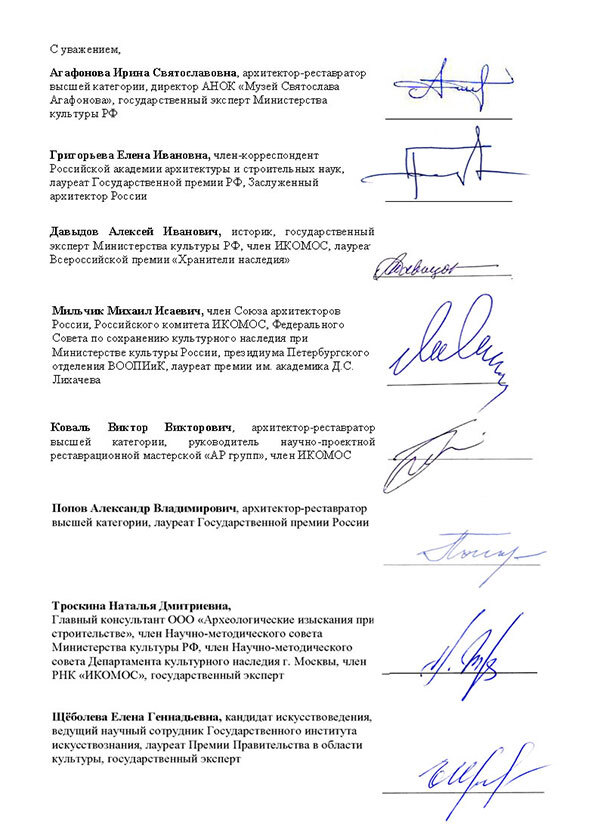 С уважением,
Агафонова Ирина Святославовна, архитектор-реставратор
высшей категории, директор АНОК «Музей Святослава
Агафонова», государственный эксперт Министерства
культуры РФ
Григорьева Елена Ивановна, член-корреспондент
Российской академии архитектуры и строительных наук,
лауреат Государственной премии РФ, Заслуженный
архитектор России
Давыдов Алексей Иванович, историк, государственный
эксперт Министерства культуры РФ, член ИКОМОС, лауреат
Всероссийской премии «Хранители наследия»
Мильчик Михаил Исаевич, член Союза архитекторов
России, Российского комитета ИКОМОС, Федерального
Совета по сохранению культурного наследия при
Министерстве культуры России, президиума Петербургского
отделения ВООПИиК, лауреат премии им. академика Д.С.
Лихачева
Коваль Виктор Викторович, архитектор-реставратор
высшей категории, руководитель научно-проектной
реставрационной мастерской «АР групп», член ИКОМОС
Попов Александр Владимирович, архитектор-реставратор
высшей категории, лауреат Государственной премии России
Троскина Наталья Дмитриевна,
Главный консультант ООО «Археологические изыскания при
строительстве», член Научно-методического совета
Министерства культуры РФ, член Научно-методического
совета Департамента культурного наследия г. Москвы, член
РНК «ИКОМОС», государственный эксперт
Щёболева Елена Геннадьевна, кандидат искусствоведения,
ведущий научный сотрудник Государственного института
искусствознания, лауреат Премии Правительства в области
культуры, государственный эксперт